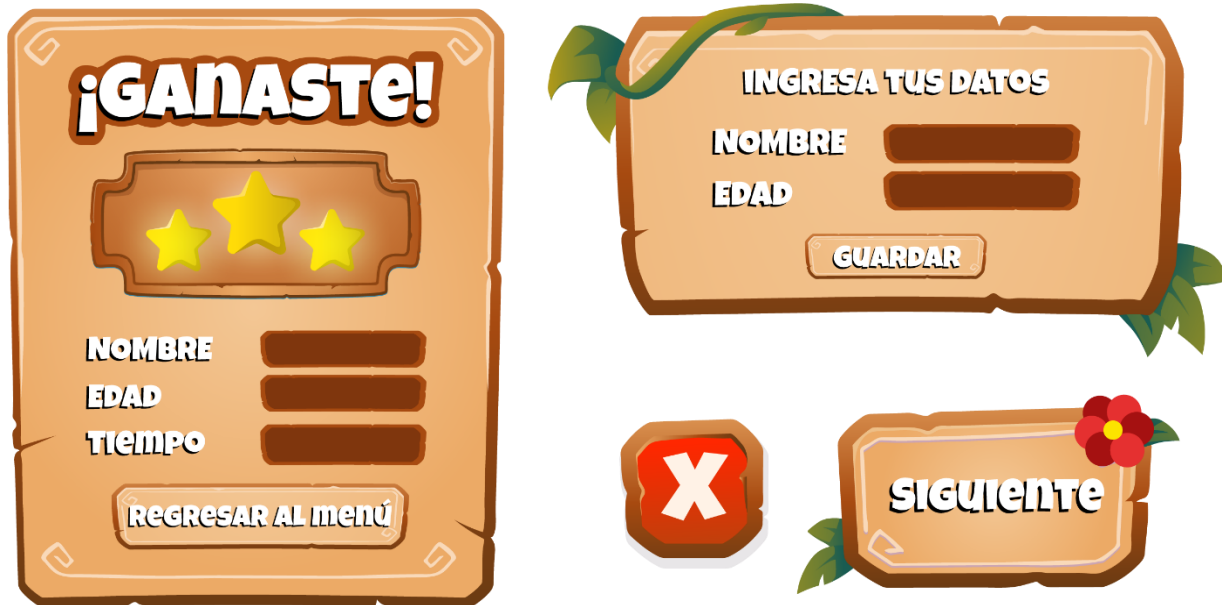 ¡GANASTE!
NOMBRE
EDAD
TIEMPO
REGRESAR AL MENÚ
INGRESA TUS DATOS
NOMBRE
EDAD
GUARDAR
X
SIGUIENTE